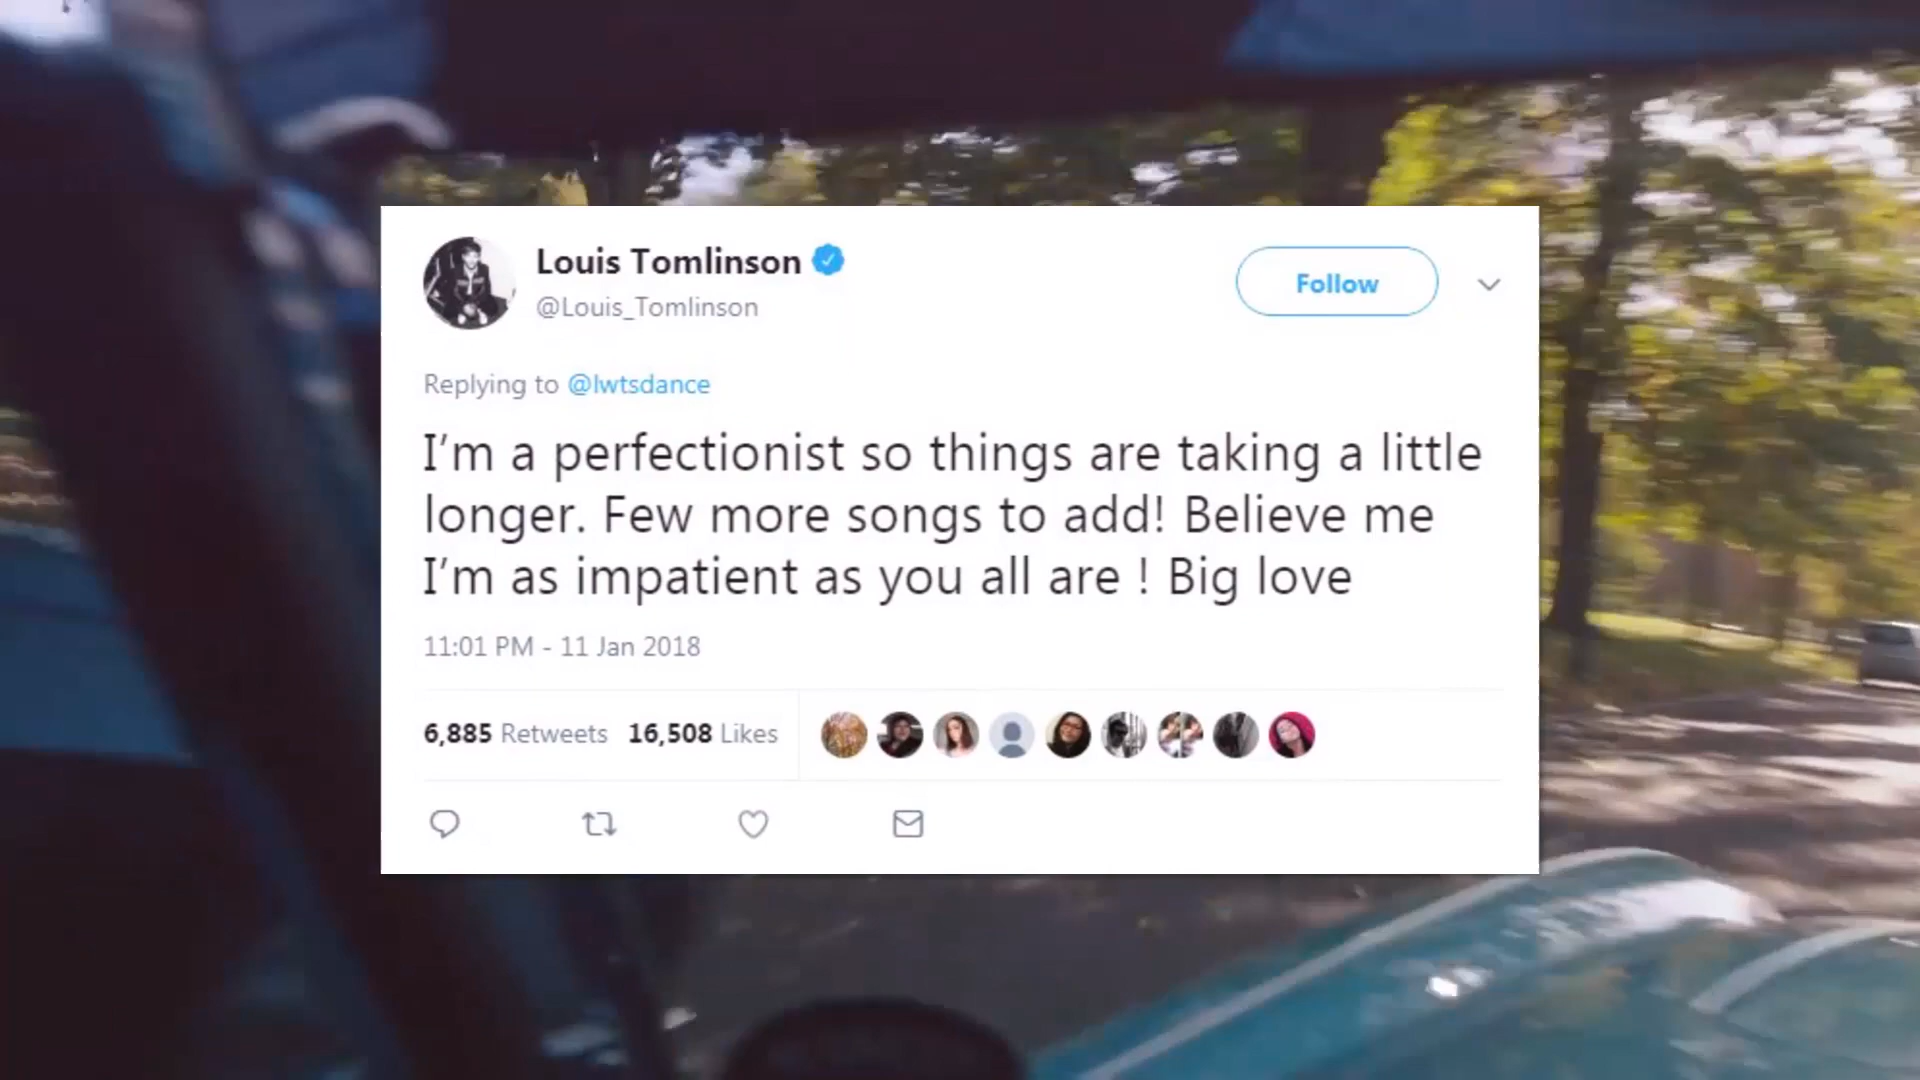 Louis Tomlinson
@Louis_Tomlinson
Follow
Replying to @lwtsdance
I’m a perfectionist so things are taking a little
longer. Few more songs to add! Believe me
I’m as impatient as you all are ! Big love
11:01 PM - 11 Jan 2018
6,885 Retweets 16,508 Likes